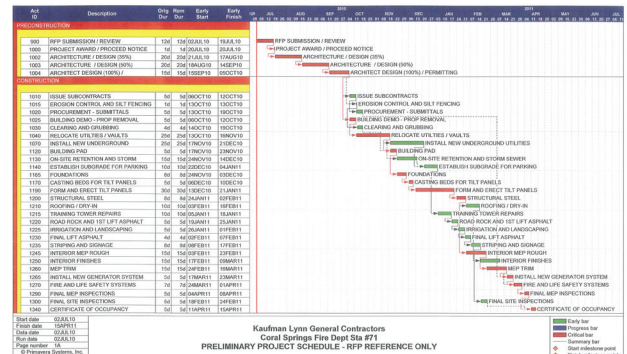 Act ID Description Orig Dur Rem Dur Early Start Early Finish 2010 2011
PRECONSTRUCTION
900 RFP SUBMISSION / REVIEW 12d 12d 02JUL10 19JUL10 RFP SUBMISSION / REVIEW
1000 PROJECT AWARD / PROCEED NOTICE 1d 1d 20JUL10 20JUL10 PROJECT AWARD / PROCEED NOTICE
1002 ARCHITECTURE / DESIGN (35%) 20d 20d 21JUL10 17AUG10 ARCHITECTURE / DESIGN (35%)
1003 ARCHITECTURE / DESIGN (50%) 20d 20d 18AUG10 14SEP10 ARCHITECTURE / DESIGN (50%)
1004 ARCHITECT DESIGN (100%) / 15d 15d 15SEP10 05OCT10 ARCHITECT DESIGN (100%) / PERMITTING
CONSTRUCTION
1010 ISSUE SUBCONTRACTS 5d 5d 06OCT10 12OCT10 ISSUE SUBCONTRACTS
1015 EROSION CONTROL AND SILT FENCING 1d 1d 13OCT10 13OCT10 EROSION CONTROL AND SILT FENCING
1020 PROCUREMENT - SUBMITTALS 5d 5d 13OCT10 19OCT10 PROCUREMENT - SUBMITTALS
1025 BUILDING DEMO - PROP REMOVAL 5d 5d 06OCT10 12OCT10 BUILDING DEMO - PROP REMOVAL
1030 CLEARING AND GRUBBING 4d 4d 14OCT10 19OCT10 CLEARING AND GRUBBING
1040 RELOCATE UTILITIES / VAULTS 25d 25d 13OCT10 16NOV10 RELOCATE UTILITIES / VAULTS
1070 INSTALL NEW UNDERGROUND 25d 25d 17NOV10 21DEC10 INSTALL NEW UNDERGROUND UTILITIES
1120 BUILDING PAD 5d 5d 17NOV10 23NOV10 BUILDING PAD
1130 ON-SITE RETENTION AND STORM 15d 15d 24NOV10 14DEC10 ON-SITE RETENTION AND STORM SEWER
1140 ESTABLISH SUBGRADE FOR PARKING 10d 10d 22DEC10 04JAN11 ESTABLISH SUBGRADE FOR PARKING
1165 FOUNDATIONS 8d 8d 24NOV10 03DEC10 FOUNDATIONS
1170 CASTING BEDS FOR TILT PANELS 5d 5d 06DEC10 10DEC10 CASTING BEDS FOR TILT PANELS
1190 FORM AND ERECT TILT PANELS 30d 30d 13DEC10 21JAN11 FORM AND ERECT TILT PANELS
1200 STRUCTURAL STEEL 8d 8d 24JAN11 02FEB11 STRUCTURAL STEEL
1210 ROOFING / DRY-IN 10d 10d 03FEB11 16FEB11 ROOFING / DRY-IN
1215 TRAINING TOWER REPAIRS 10d 10d 05JAN11 18JAN11 TRAINING TOWER REPAIRS
1220 ROAD ROCK AND 1ST LIFT ASPHALT 5d 5d 19JAN11 25JAN11 ROAD ROCK AND 1ST LIFT ASPHALT
1225 IRRIGATION AND LANDSCAPING 5d 5d 26JAN11 01FEB11 IRRIGATION AND LANDSCAPING
1230 FINAL LIFT ASPHALT 4d 4d 02FEB11 07FEB11 FINAL LIFT ASPHALT
1235 STRIPING AND SIGNAGE 8d 8d 08FEB11 17FEB11 STRIPING AND SIGNAGE
1245 INTERIOR MEP ROUGH 15d 15d 03FEB11 23FEB11 INTERIOR MEP ROUGH
1250 INTERIOR FINISHES 15d 15d 17FEB11 09MAR11 INTERIOR FINISHES
1260 MEP TRIM 15d 15d 24FEB11 16MAR11 MEP TRIM
1265 INSTALL NEW GENERATOR SYSTEM 5d 5d 17MAR11 23MAR11 INSTALL NEW GENERATOR SYSTEM
1270 FIRE AND LIFE SAFETY SYSTEMS 7d 7d 24MAR11 01APR11 FIRE AND LIFE SAFETY SYSTEMS
1290 FINAL MEP INSPECTIONS 5d 5d 04APR11 08APR11 FINAL MEP INSPECTIONS
1300 FINAL SITE INSPECTIONS 5d 5d 18FEB11 24FEB11 FINAL SITE INSPECTIONS
1340 CERTIFICATE OF OCCUPANCY 5d 5d 11APR11 15APR11 CERTIFICATE OF OCCUPANCY
Start date 02JUL10
Finish date 15APR11
Data date 02JUL10
Run date 02JUL10
Page number 1A
© Primavera Systems, Inc.
Kaufman Lynn General Contractors
Coral Springs Fire Dept Sta #71
PRELIMINARY PROJECT SCHEDULE - RFP REFERENCE ONLY
Early bar
Progress bar
Critical bar
Summary bar
Start milestone point